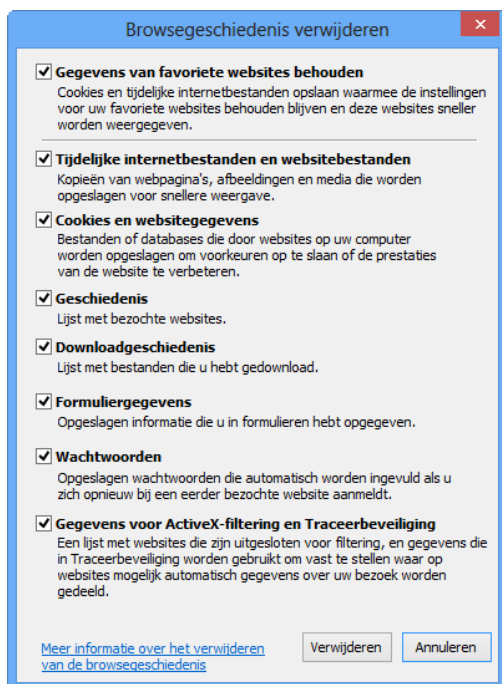 Browsegeschiedenis verwijderen
Gegevens van favoriete websites behouden
Cookies en tijdelijke internetbestanden opslaan waarmee de instellingen
voor uw favoriete websites behouden blijven en deze websites sneller
worden weergegeven.
Tijdelijke internetbestanden en websitebestanden
Kopieën van webpagina's, afbeeldingen en media die worden
opgeslagen voor snellere weergave.
Cookies en websitegegevens
Bestanden of databases die door websites op uw computer
worden opgeslagen om voorkeuren op te slaan of de prestaties
van de website te verbeteren.
Geschiedenis
Lijst met bezochte websites.
Downloadgeschiedenis
Lijst met bestanden die u hebt gedownload.
Formuliergegevens
Opgeslagen informatie die u in formulieren hebt opgegeven.
Wachtwoorden
Opgeslagen wachtwoorden die automatisch worden ingevuld als u
zich opnieuw bij een eerder bezochte website aanmeldt.
Gegevens voor ActiveX-filtering en Traceerbeveiliging
Een lijst met websites die zijn uitgesloten voor filtering, en gegevens die
in Traceerbeveiliging worden gebruikt om vast te stellen waar op
websites mogelijk automatisch gegevens over uw bezoek worden
gedeeld.
Meer informatie over het verwijderen
van de browsegeschiedenis
Verwijderen
Annuleren